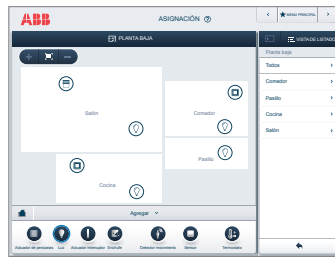 ABB
ASIGNACIÓN ?
MENÚ PRINCIPAL
PLANTA BAJA
VISTA DE LISTADO
Planta baja
Todos
Comedor
Pasillo
Cocina
Salón
Salón
Comedor
Pasillo
Cocina
Agregar
Actuador de persianas
Luz
Actuador Interruptor
Enchufe
Detector movimiento
Sensor
Termostato